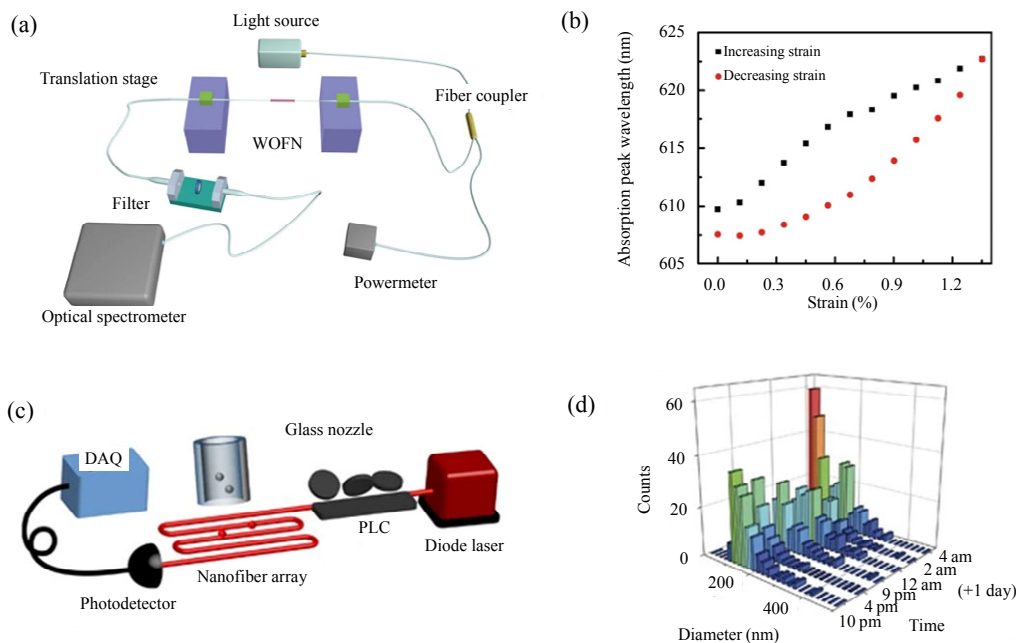 (a)
Light source
Translation stage
Fiber coupler
WOFN
Filter
Powermeter
Optical spectrometer
(b)
Absorption peak wavelength (nm)
625
620
615
610
605
Increasing strain
Decreasing strain
0.0 0.3 0.6 0.9 1.2
Strain (%)
(c)
Glass nozzle
DAQ
PLC
Diode laser
Nanofiber array
Photodetector
(d)
Counts
60
40
20
0
200
400
Diameter (nm)
4 am
2 am
12 am
9 pm
4 pm
10 pm
(+1 day)
Time